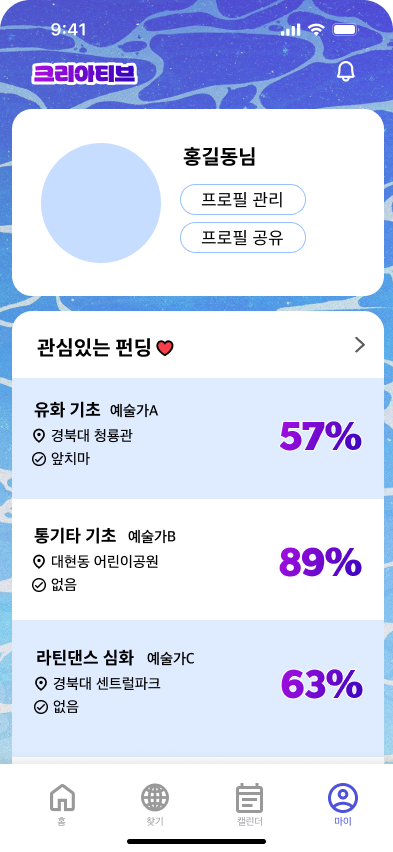 9:41
크리아티브
홍길동님
프로필 관리
프로필 공유
관심있는 펀딩
유화 기초 예술가A
경북대 청룡관
앞치마
57%
통기타 기초 예술가B
대현동 어린이공원
없음
89%
라틴댄스 심화 예술가C
경북대 센트럴파크
없음
63%
홈 찾기 캘린더 마이